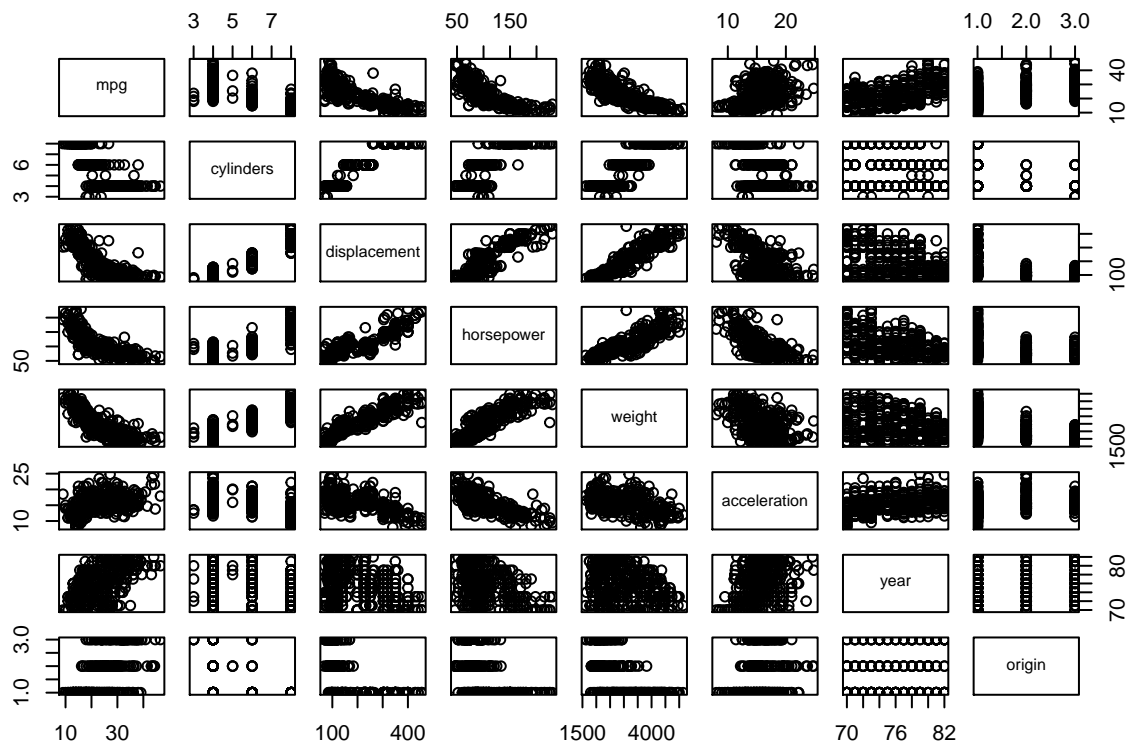 3 5 7 50 150 10 20 1.0 2.0 3.0
mpg 10 40
3 6 cylinders
displacement 100
50 horsepower
weight 1500
10 25 acceleration
year 70 80
1.0 3.0 origin
10 30 100 400 1500 4000 70 76 82